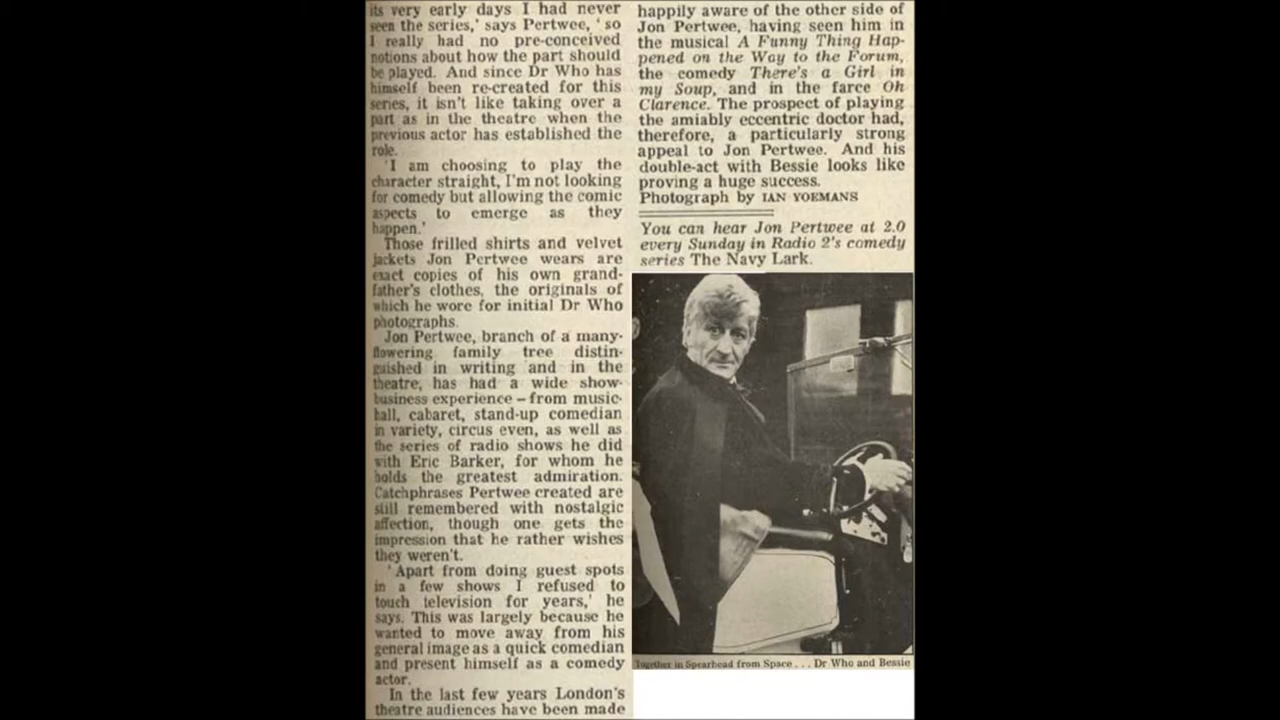 its very early days I had never
seen the series,' says Pertwee, 'so
I really had no pre-conceived
notions about how the part should
be played. And since Dr Who has
himself been re-created for this
series, it isn't like taking over a
part as in the theatre when the
previous actor has established the
role.
'I am choosing to play the
character straight, I'm not looking
for comedy but allowing the comic
aspects to emerge as they
happen.'
Those frilled shirts and velvet
jackets Jon Pertwee wears are
exact copies of his own grand-
father's clothes, the originals of
which he wore for initial Dr Who
photographs.
Jon Pertwee, branch of a many-
flowering family tree distin-
guished in writing and in the
theatre, has had a wide show-
business experience – from music-
hall, cabaret, stand-up comedian
in variety, circus even, as well as
the series of radio shows he did
with Eric Barker, for whom he
holds the greatest admiration.
Catchphrases Pertwee created are
still remembered with nostalgic
affection, though one gets the
impression that he rather wishes
they weren't.
'Apart from doing guest spots
in a few shows I refused to
touch television for years,' he
says. This was largely because he
wanted to move away from his
general image as a quick comedian
and present himself as a comedy
actor.
In the last few years London's
theatre audiences have been made
happily aware of the other side of
Jon Pertwee, having seen him in
the musical A Funny Thing Hap-
pened on the Way to the Forum,
the comedy There's a Girl in
my Soup, and in the farce Oh
Clarence. The prospect of playing
the amiably eccentric doctor had,
therefore, a particularly strong
appeal to Jon Pertwee. And his
double-act with Bessie looks like
proving a huge success.
Photograph by IAN YOEMANS
You can hear Jon Pertwee at 2.0
every Sunday in Radio 2's comedy
series The Navy Lark.
Together in Spearhead from Space . . . Dr Who and Bessie